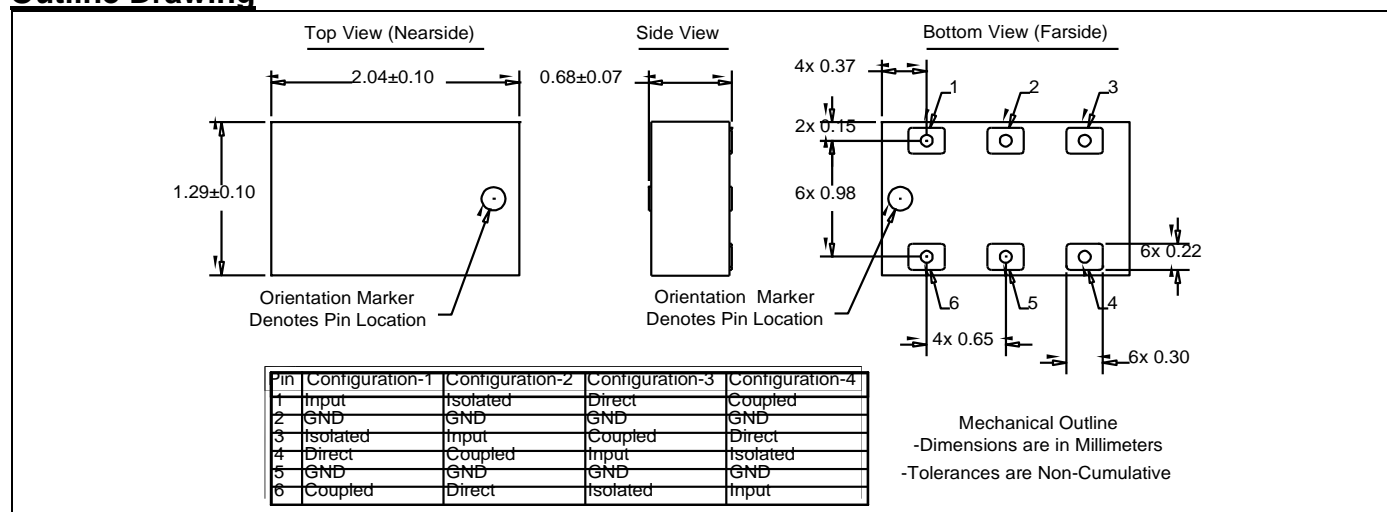 Outline Drawing
Top View (Nearside)
Side View
Bottom View (Farside)
2.04±0.10
0.68±0.07
4x 0.37
1
2
3
2x 0.15
1.29±0.10
6x 0.98
6x 0.22
Orientation Marker
Denotes Pin Location
Orientation Marker
Denotes Pin Location
6
5
4
4x 0.65
6x 0.30
Pin Configuration-1 Configuration-2 Configuration-3 Configuration-4
1 Input Isolated Direct Coupled
2 GND GND GND GND
3 Isolated Input Coupled Direct
4 Direct Coupled Input Isolated
5 GND GND GND GND
6 Coupled Direct Isolated Input
Mechanical Outline
-Dimensions are in Millimeters
-Tolerances are Non-Cumulative